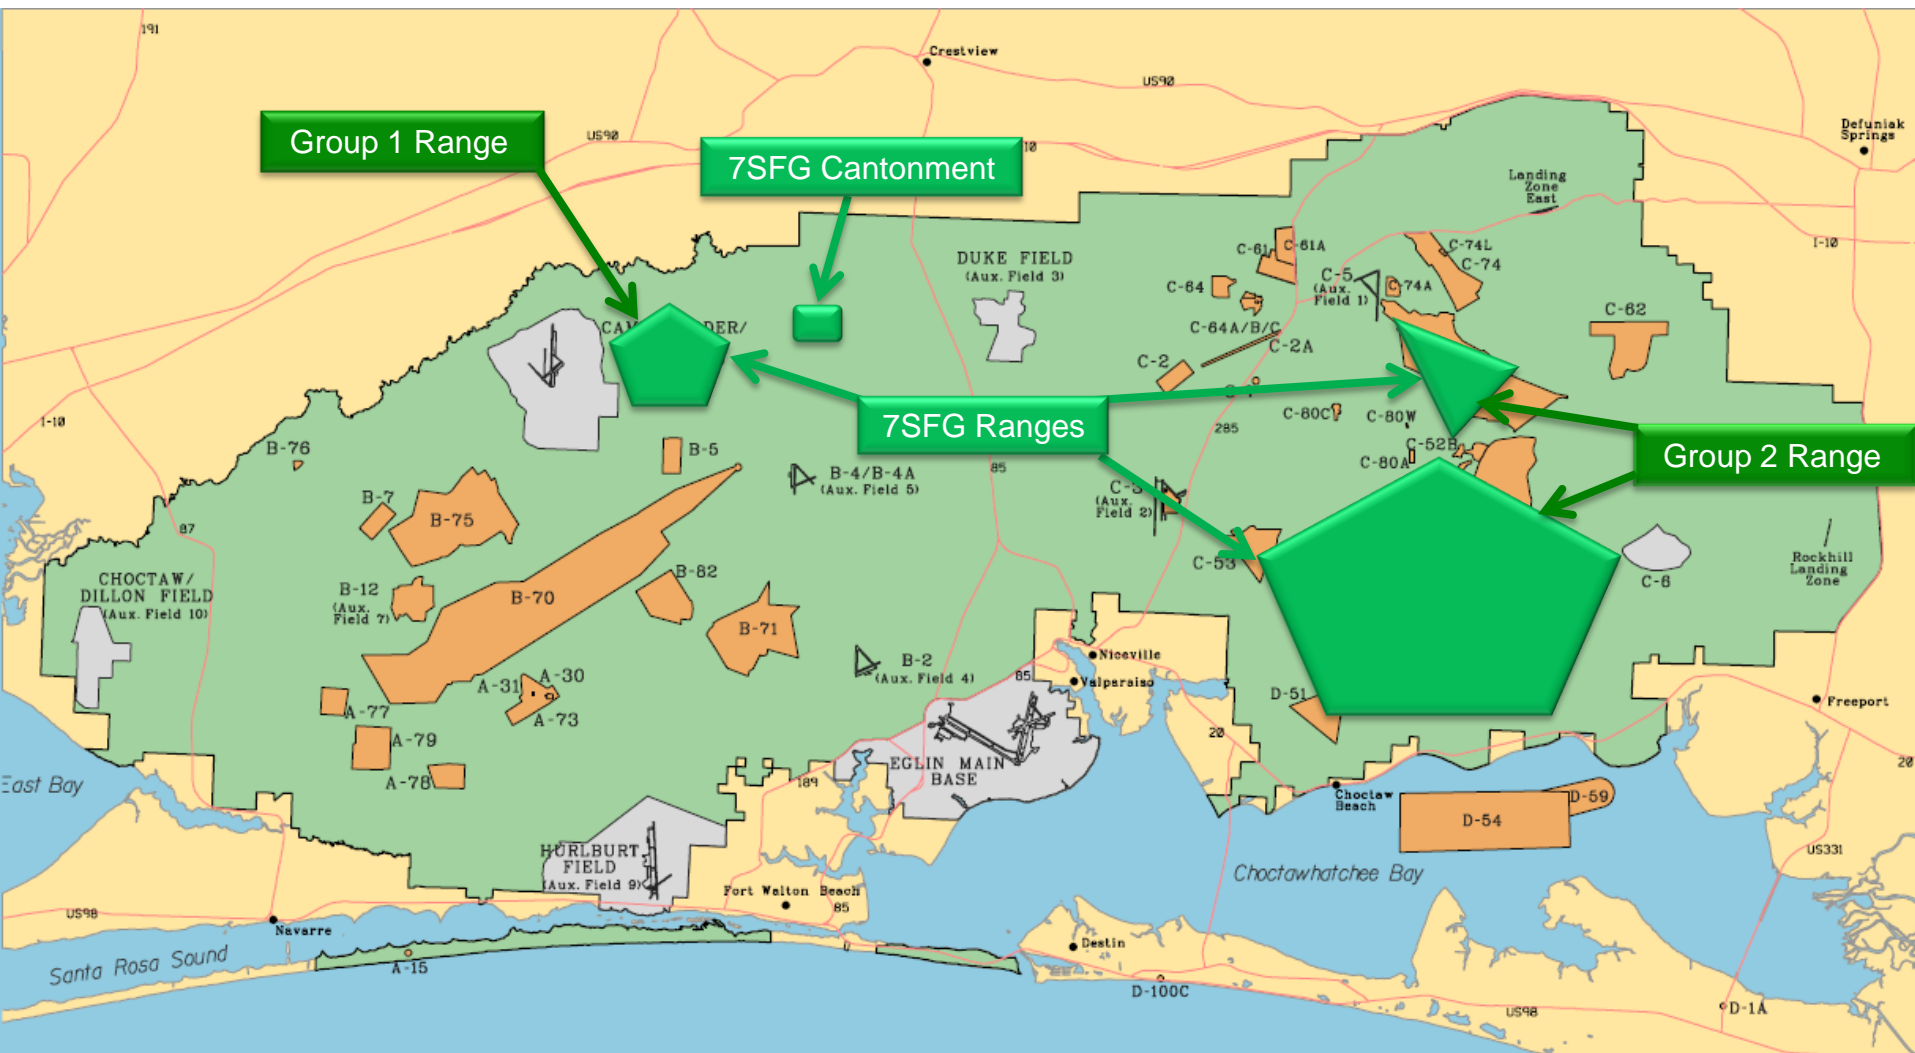 191
Crestview
US90
Group 1 Range
US90
7SFG Cantonment
10
Defuniak
Springs
Landing
Zone
East
I-10
DUKE FIELD
(Aux. Field 3)
C-61
C-61A
C-74L
C-74
C-5
(Aux.
Field 1)
C-74A
C-64
C-64A/B/C
C-62
C-2A
C-2
7SFG Ranges
C-80C
C-80W
285
C-52B
C-80A
Group 2 Range
I-10
B-76
B-5
B-4/B-4A
(Aux. Field 5)
85
C-3
(Aux.
Field 2)
B-7
B-75
87
C-53
C-6
Rockhill
Landing
Zone
CHOCTAW/
DILLON FIELD
(Aux. Field 10)
B-12
(Aux.
Field 7)
B-70
B-82
B-71
B-2
(Aux. Field 4)
Niceville
85
Valparaiso
A-31
A-30
A-73
A-77
A-79
A-78
D-51
Freeport
20
20
EGLIN MAIN
BASE
189
East Bay
Choctaw
Beach
D-59
D-54
US331
HURLBURT
FIELD
(Aux. Field 9)
Choctawhatchee Bay
Fort Walton Beach
85
US98
Navarre
Destin
Santa Rosa Sound
A-15
D-100C
US98
D-1A